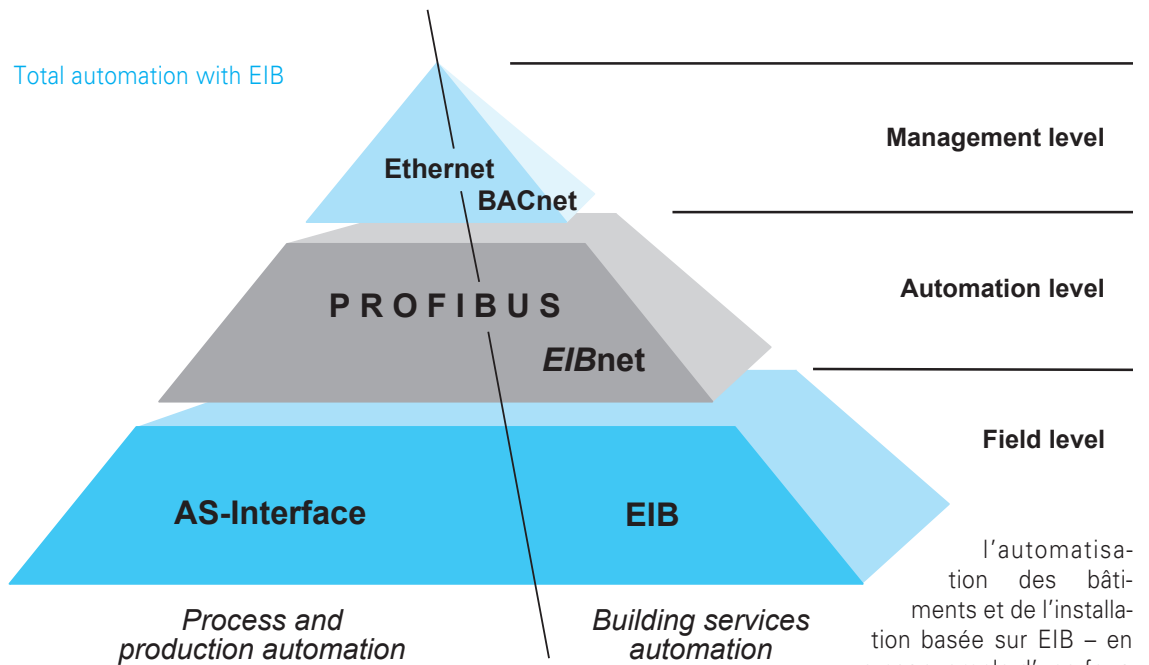 Total automation with EIB
Ethernet
BACnet
Management level
P R O F I B U S
EIBnet
Automation level
AS-Interface
EIB
Field level
Process and
production automation
Building services
automation
l'automatisa-
tion des bâti-
ments et de l'installa-
tion basée sur EIB – en